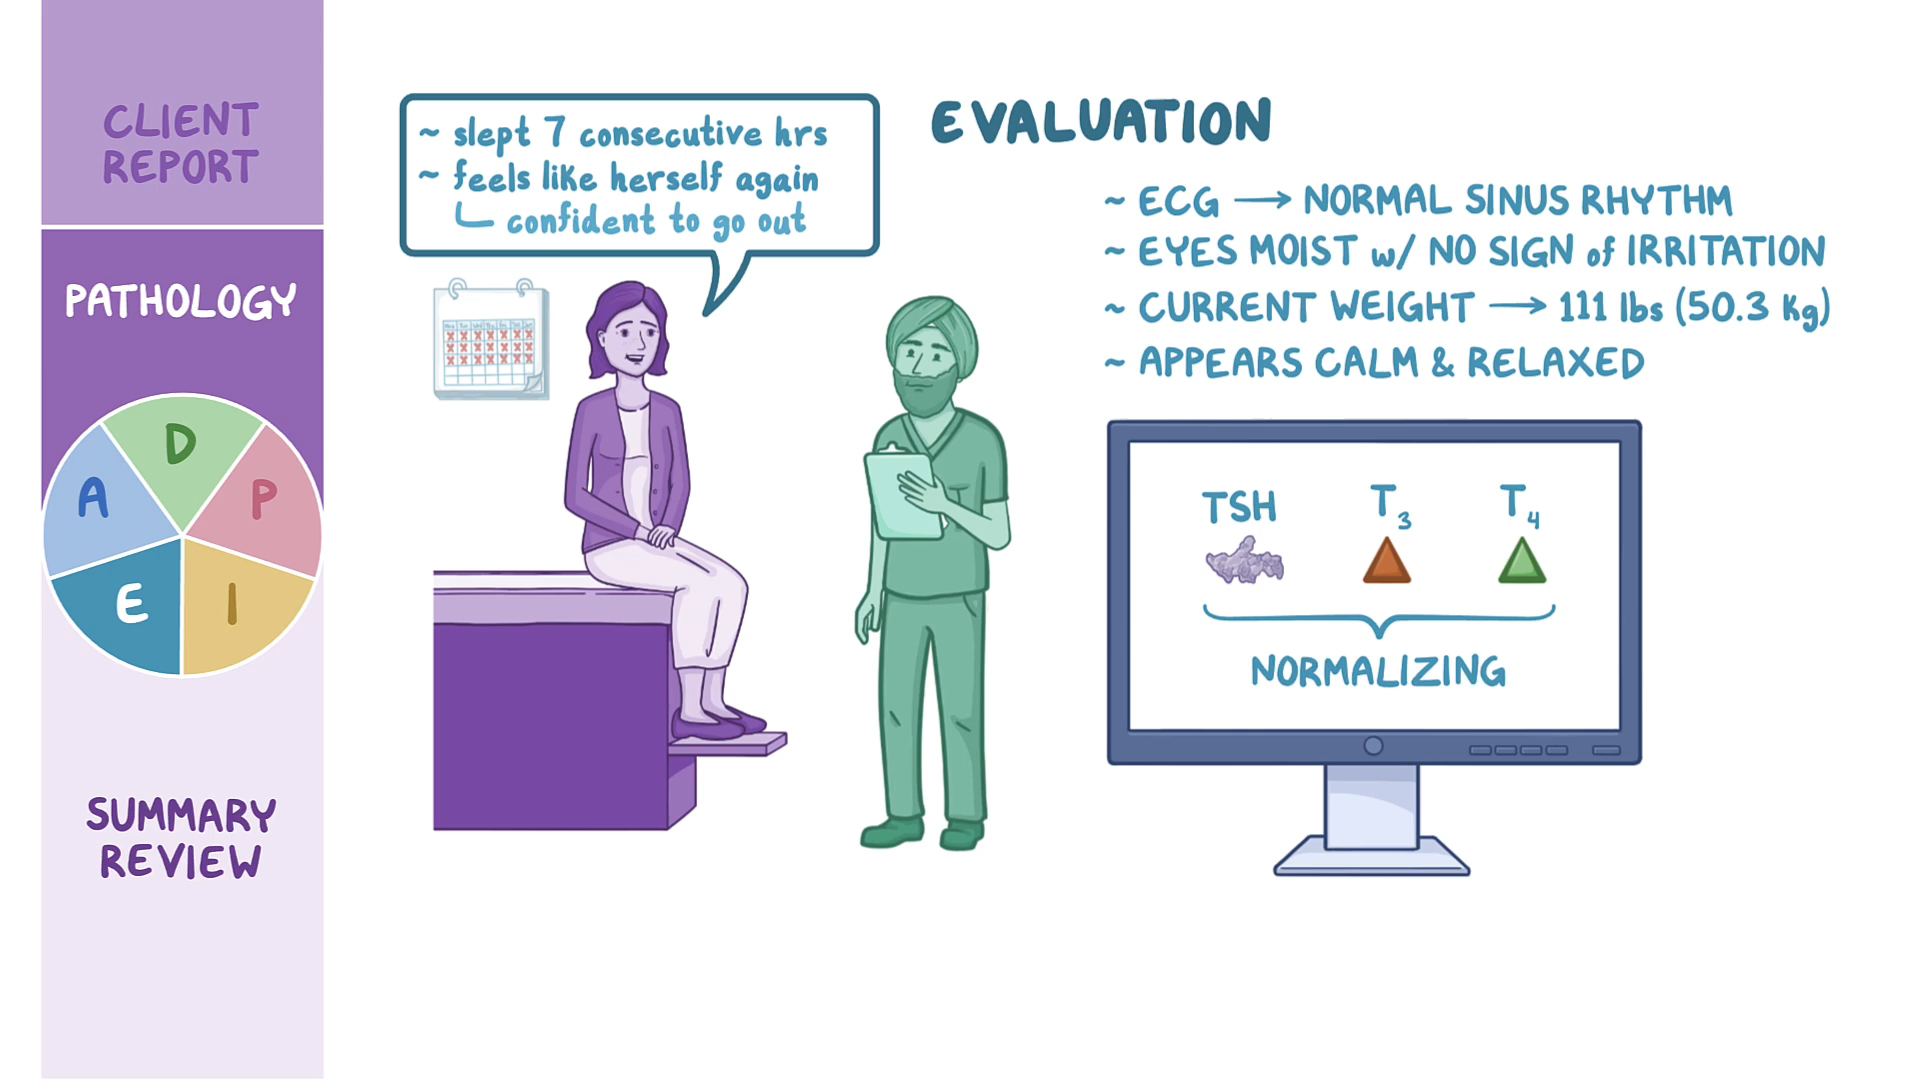 CLIENT
REPORT
PATHOLOGY
D
A
P
E
I
SUMMARY
REVIEW
~ slept 7 consecutive hrs
~ feels like herself again
confident to go out
EVALUATION
~ ECG → NORMAL SINUS RHYTHM
~ EYES MOIST w/ NO SIGN of IRRITATION
~ CURRENT WEIGHT → 111 lbs (50.3 Kg)
~ APPEARS CALM & RELAXED
TSH T3 T4
NORMALIZING